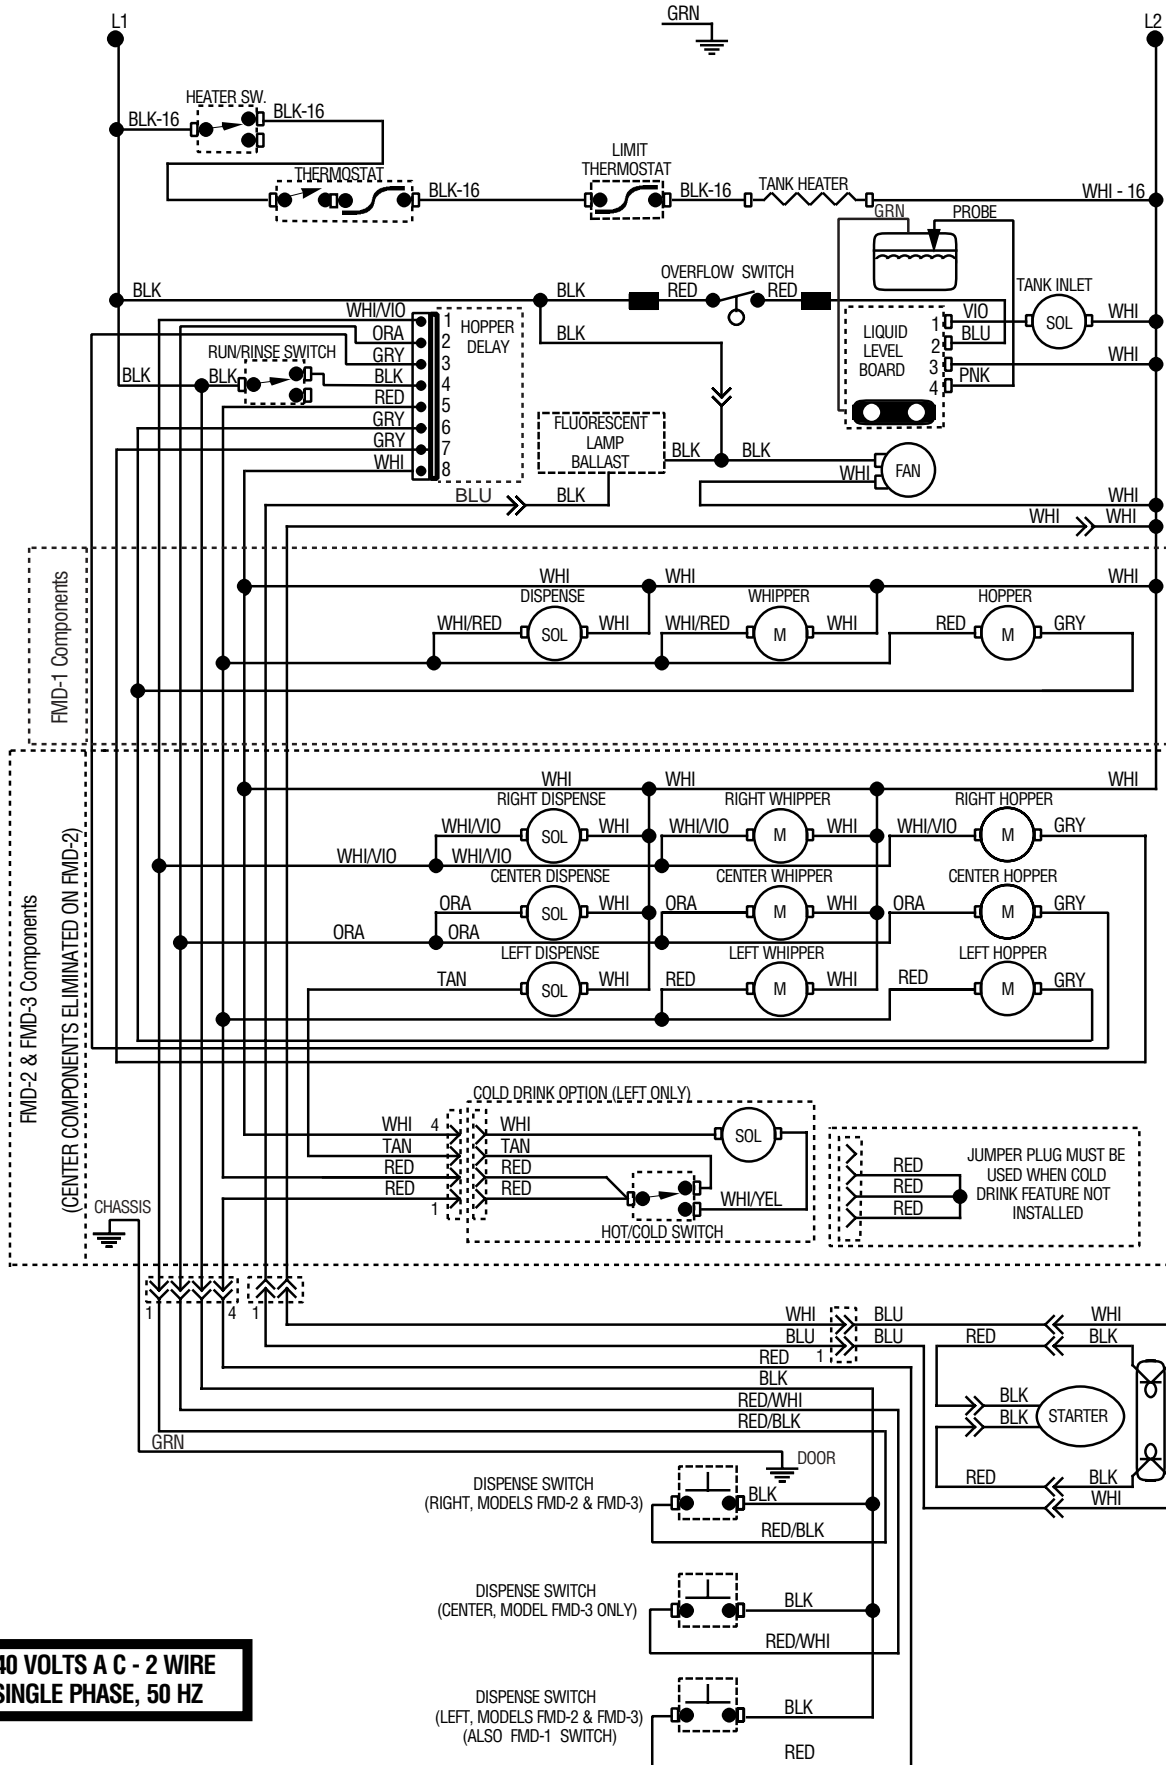 L1
GRN
L2
HEATER SW.
BLK-16
BLK-16
THERMOSTAT
BLK-16
LIMIT
THERMOSTAT
BLK-16
TANK HEATER
WHI - 16
GRN
PROBE
BLK
BLK
OVERFLOW SWITCH
RED
RED
TANK INLET
SOL
WHI
LIQUID
LEVEL
BOARD
1
2
3
4
VIO
BLU
WHI
PNK
WHI/VIO
ORA
GRY
BLK
RED
GRY
GRY
WHI
1
2
3
4
5
6
7
8
HOPPER
DELAY
BLK
RUN/RINSE SWITCH
BLK
BLK
FLUORESCENT
LAMP
BALLAST
BLK
BLK
WHI
FAN
WHI
BLU
BLK
WHI
WHI
FMD-1 Components
WHI
WHI
WHI
DISPENSE
WHIPPER
HOPPER
WHI/RED
SOL
WHI
WHI/RED
M
WHI
RED
M
GRY
FMD-2 & FMD-3 Components
(CENTER COMPONENTS ELIMINATED ON FMD-2)
WHI
WHI
WHI
RIGHT DISPENSE
RIGHT WHIPPER
RIGHT HOPPER
WHI/VIO
SOL
WHI
WHI/VIO
M
WHI
WHI/VIO
M
GRY
WHI/VIO
WHI/VIO
CENTER DISPENSE
CENTER WHIPPER
CENTER HOPPER
ORA
SOL
WHI
ORA
M
WHI
ORA
M
GRY
ORA
ORA
LEFT DISPENSE
LEFT WHIPPER
LEFT HOPPER
TAN
SOL
WHI
RED
M
WHI
RED
M
GRY
COLD DRINK OPTION (LEFT ONLY)
WHI
4
WHI
SOL
TAN
TAN
RED
RED
RED
1
RED
WHI/YEL
HOT/COLD SWITCH
RED
RED
RED
JUMPER PLUG MUST BE
USED WHEN COLD
DRINK FEATURE NOT
INSTALLED
CHASSIS
1
4
1
WHI
BLU
WHI
BLU
1
BLU
RED
BLK
RED
BLK
BLK
BLK
STARTER
RED
BLK
WHI
BLK
RED/WHI
RED/BLK
GRN
DOOR
DISPENSE SWITCH
(RIGHT, MODELS FMD-2 & FMD-3)
BLK
RED/BLK
DISPENSE SWITCH
(CENTER, MODEL FMD-3 ONLY)
BLK
RED/WHI
DISPENSE SWITCH
(LEFT, MODELS FMD-2 & FMD-3)
(ALSO FMD-1 SWITCH)
BLK
RED
40 VOLTS A C - 2 WIRE
SINGLE PHASE, 50 HZ